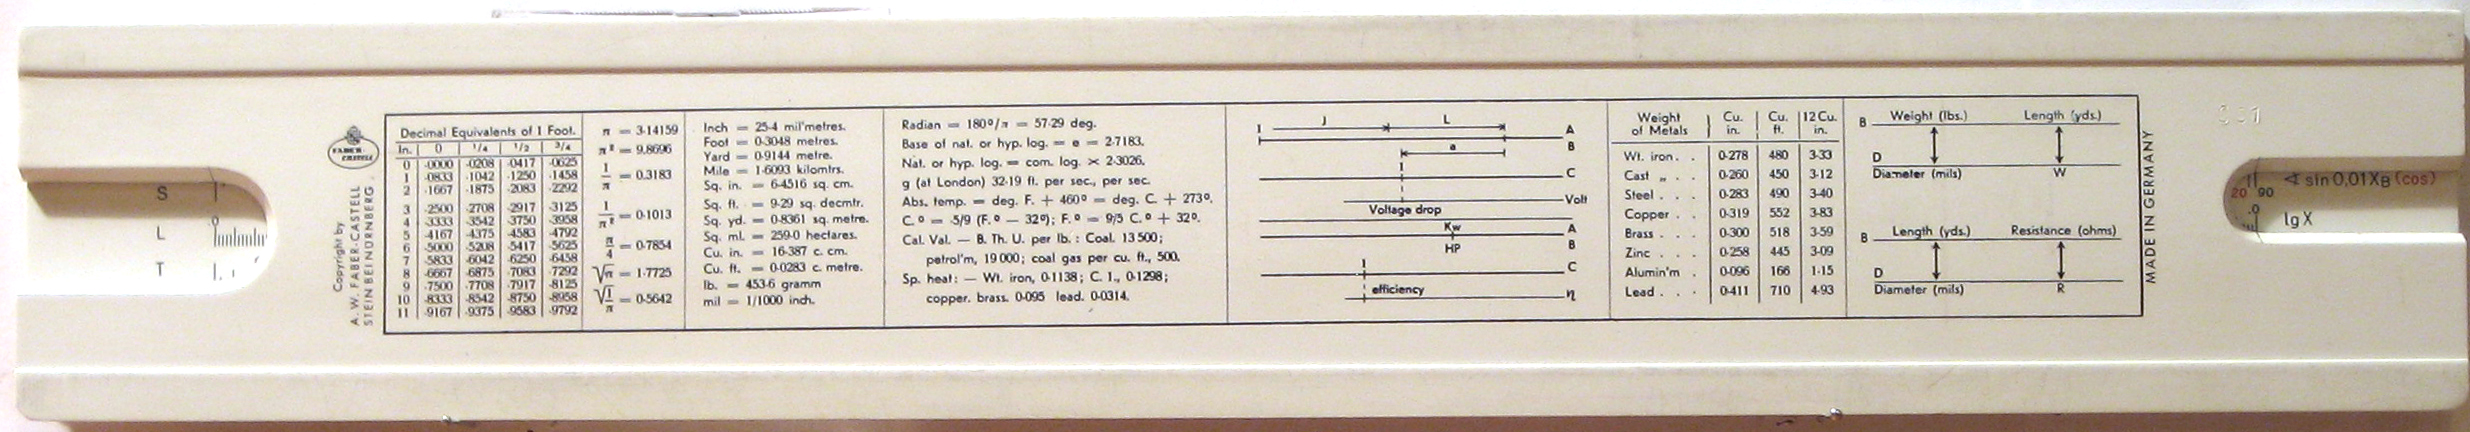 FABER-CASTELL
Copyright by
A. W. FABER-CASTELL
STEIN BEI NÜRNBERG
Decimal Equivalents of 1 Foot.
In. 0 1/4 1/2 3/4
0 ·0000 ·0208 ·0417 ·0625
1 ·0833 ·1042 ·1250 ·1458
2 ·1667 ·1875 ·2083 ·2292
3 ·2500 ·2708 ·2917 ·3125
4 ·3333 ·3542 ·3750 ·3958
5 ·4167 ·4375 ·4583 ·4792
6 ·5000 ·5208 ·5417 ·5625
7 ·5833 ·6042 ·6250 ·6458
8 ·6667 ·6875 ·7083 ·7292
9 ·7500 ·7708 ·7917 ·8125
10 ·8333 ·8542 ·8750 ·8958
11 ·9167 ·9375 ·9583 ·9792
π = 3·14159
π² = 9.8696
1/π = 0·3183
1/π² = 0·1013
π/4 = 0·7854
√π = 1·7725
√1/π = 0·5642
Inch = 25·4 mil'metres.
Foot = 0·3048 metres.
Yard = 0·9144 metre.
Mile = 1·6093 kilomtrs.
Sq. in. = 6·4516 sq. cm.
Sq. ft. = 9·29 sq. decmtr.
Sq. yd. = 0·8361 sq. metre.
Sq. ml. = 259·0 hectares.
Cu. in. = 16·387 c. cm.
Cu. ft. = 0·0283 c. metre.
lb. = 453·6 gramm
mil = 1/1000 inch.
Radian = 180°/π = 57·29 deg.
Base of nat. or hyp. log. = e = 2·7183.
Nat. or hyp. log. = com. log. × 2·3026.
g (at London) 32·19 ft. per sec., per sec.
Abs. temp. = deg. F. + 460° = deg. C. + 273°.
C.° = 5/9 (F.° — 32°); F.° = 9/5 C.° + 32°.
Cal. Val. — B. Th. U. per lb.: Coal. 13 500;
petrol'm, 19 000; coal gas per cu. ft., 500.
Sp. heat: — Wt. iron, 0·1138; C. 1., 0·1298;
copper. brass. 0·095 lead. 0·0314.
J L
1 A
B
a
1 C
Volt
Voltage drop
Kw A
HP B
1 C
efficiency η
Weight of Metals Cu. in. Cu. ft. 12 Cu. in.
Wt. iron . . 0·278 480 3·33
Cast „ . . 0·260 450 3·12
Steel . . . 0·283 490 3·40
Copper . . 0·319 552 3·83
Brass . . . 0·300 518 3·59
Zinc . . . 0·258 445 3·09
Alumin'm . 0·096 166 1·15
Lead . . . 0·411 710 4·93
B Weight (lbs.) Length (yds.)
D
Diameter (mils) W
B Length (yds.) Resistance (ohms)
D
Diameter (mils) R
MADE IN GERMANY
S
L 0
T
20 90 ∢ sin 0,01 X B (cos)
.0 lg X